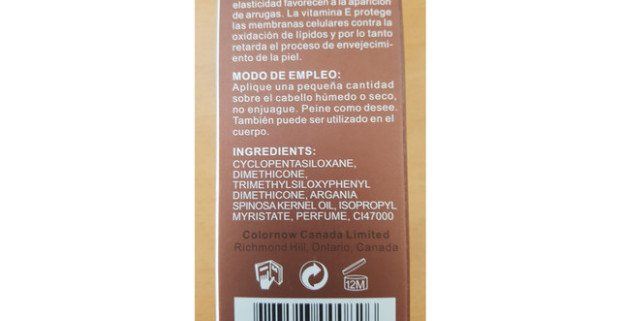 elasticidad favorecen a la aparición
de arrugas. La vitamina E protege
las membranas celulares contra la
oxidación de lípidos y por lo tanto
retarda el proceso de envejecimi-
ento de la piel.
MODO DE EMPLEO:
Aplique una pequeña cantidad
sobre el cabello húmedo o seco,
no enjuague. Peine como desee.
También puede ser utilizado en el
cuerpo.
INGREDIENTS:
CYCLOPENTASILOXANE,
DIMETHICONE,
TRIMETHYLSILOXYPHENYL
DIMETHICONE, ARGANIA
SPINOSA KERNEL OIL, ISOPROPYL
MYRISTATE, PERFUME, CI47000
Colornow Canada Limited
Richmond Hill, Ontario, Canada
12M